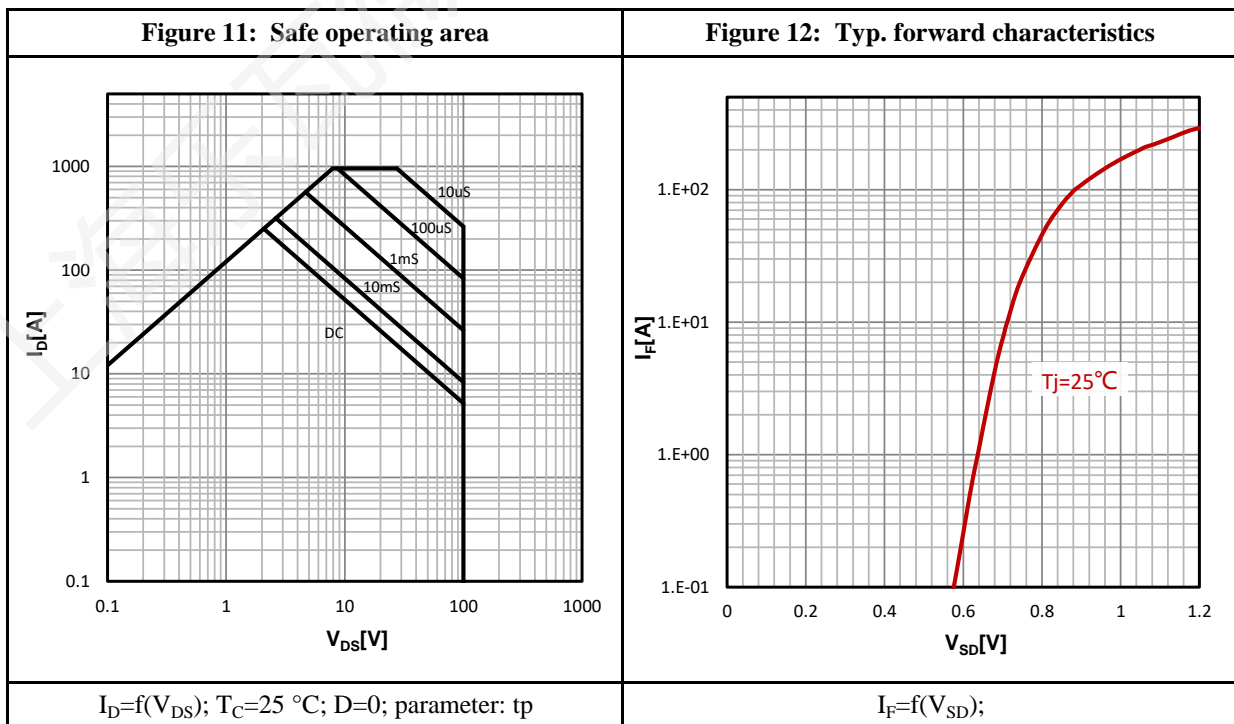 Figure 11: Safe operating area
Figure 12: Typ. forward characteristics
1000
100
10
1
0.1
I_D[A]
10uS
100uS
1mS
10mS
DC
0.1
1
10
100
1000
V_DS[V]
1.E+02
1.E+01
1.E+00
1.E-01
I_F[A]
Tj=25℃
0
0.2
0.4
0.6
0.8
1
1.2
V_SD[V]
I_D=f(V_DS); T_C=25 °C; D=0; parameter: tp
I_F=f(V_SD);
上海